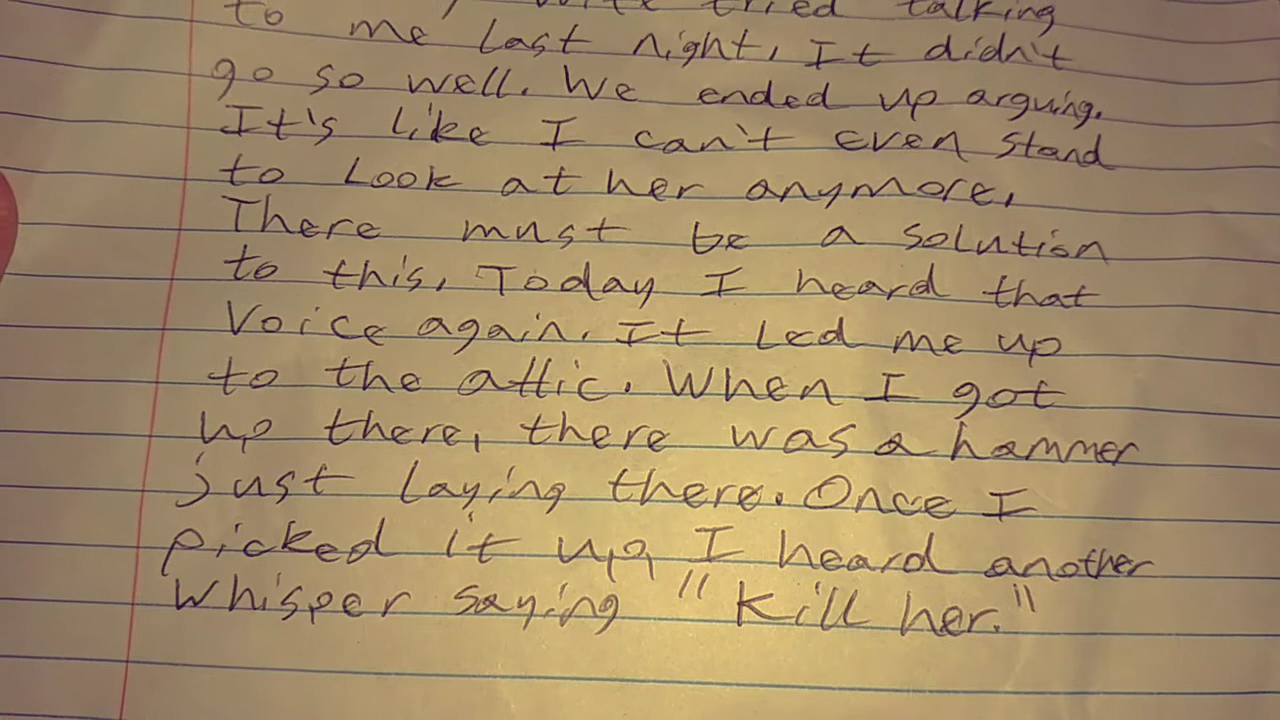 tried talking
to me last night, It didn't
go so well. We ended up arguing.
It's like I can't even stand
to look at her anymore,
There must be a solution
to this, Today I heard that
Voice again. It led me up
to the attic. When I got
up there, there was a hammer
just laying there. Once I
picked it up, I heard another
whisper saying "Kill her."